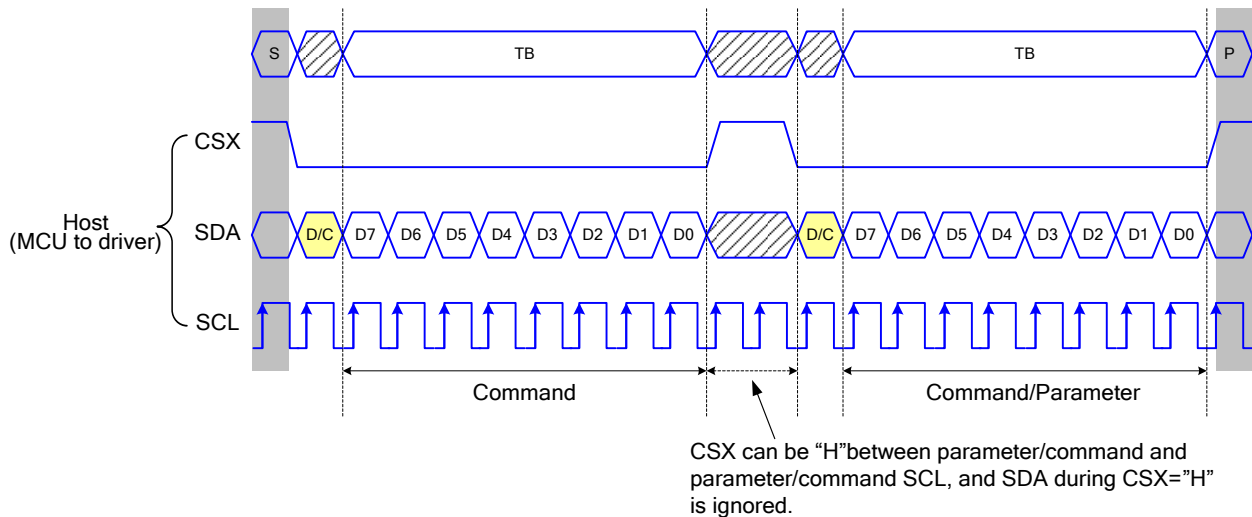 S TB TB P
CSX
Host
(MCU to driver)
SDA D/C D7 D6 D5 D4 D3 D2 D1 D0 D/C D7 D6 D5 D4 D3 D2 D1 D0
SCL
Command Command/Parameter
CSX can be “H”between parameter/command and
parameter/command SCL, and SDA during CSX=”H”
is ignored.